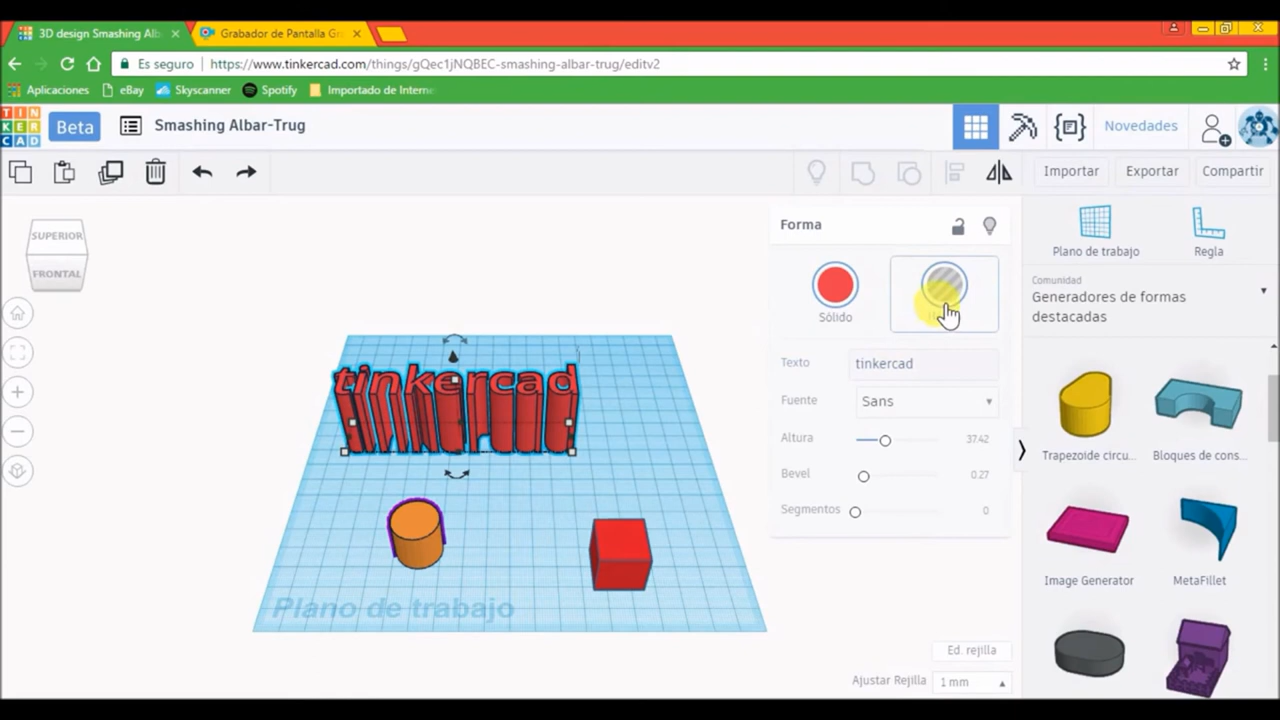 3D design Smashing Alb
Grabador de Pantalla Gr
Es seguro
https://www.tinkercad.com/things/gQec1jNQBEC-smashing-albar-trug/editv2
Aplicaciones
eBay
Skyscanner
Spotify
Importado de Interne
TIN
KER
CAD
Beta
Smashing Albar-Trug
Novedades
Importar
Exportar
Compartir
SUPERIOR
FRONTAL
Forma
Sólido
Plano de trabajo
Regla
Comunidad
Generadores de formas
destacadas
Texto
tinkercad
Fuente
Sans
Altura
37.42
Bevel
0.27
Segmentos
0
tinkercad
Trapezoide circu...
Bloques de cons...
Image Generator
MetaFillet
Plano de trabajo
Ed. rejilla
Ajustar Rejilla
1 mm